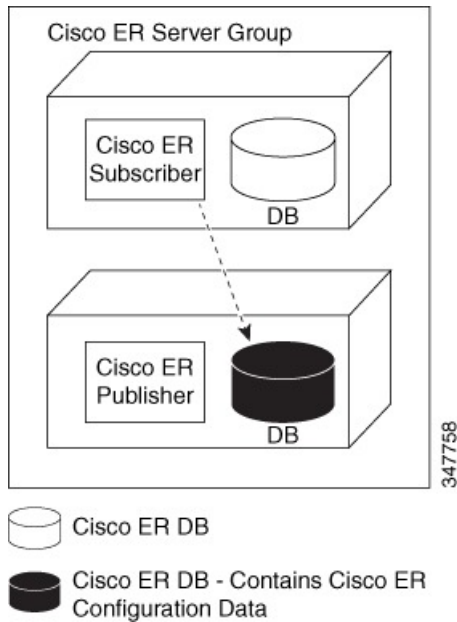 Cisco ER Server Group
Cisco ER
Subscriber
DB
Cisco ER
Publisher
DB
347758
Cisco ER DB
Cisco ER DB - Contains Cisco ER
Configuration Data